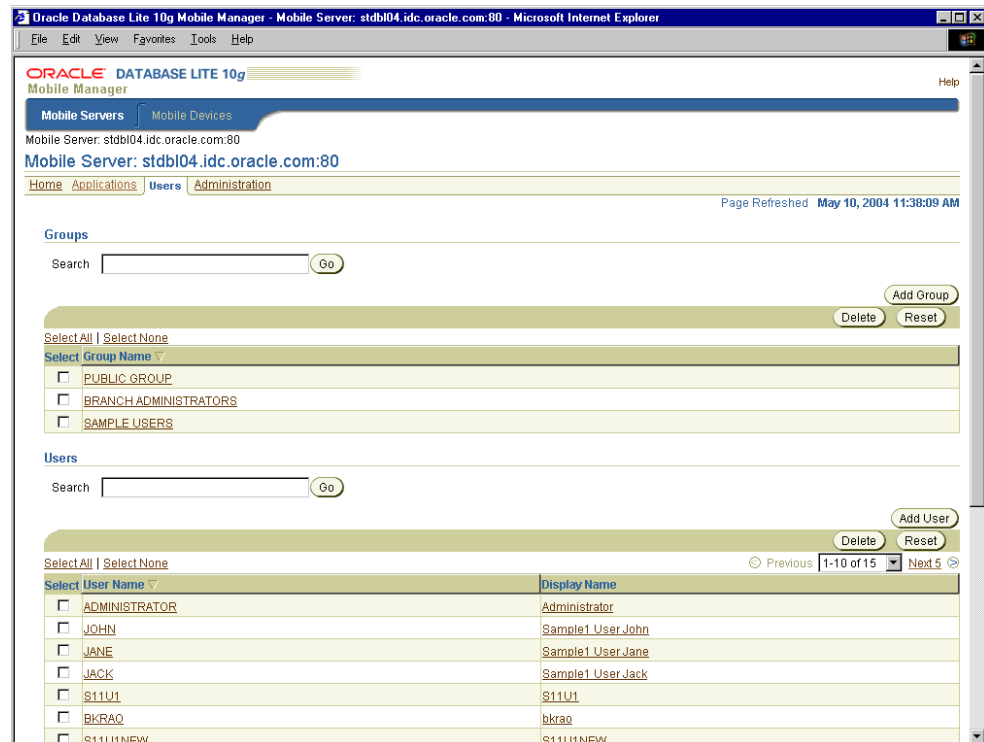 Oracle Database Lite 10g Mobile Manager - Mobile Server: stdbl04.idc.oracle.com:80 - Microsoft Internet Explorer
File Edit View Favorites Tools Help
ORACLE DATABASE LITE 10g
Mobile Manager
Help
Mobile Servers Mobile Devices
Mobile Server: stdbl04.idc.oracle.com:80
Mobile Server: stdbl04.idc.oracle.com:80
Home Applications Users Administration
Page Refreshed May 10, 2004 11:38:09 AM
Groups
Search Go
Add Group
Delete Reset
Select All | Select None
Select Group Name
PUBLIC GROUP
BRANCH ADMINISTRATORS
SAMPLE USERS
Users
Search Go
Add User
Delete Reset
Select All | Select None Previous 1-10 of 15 Next 5
Select User Name Display Name
ADMINISTRATOR Administrator
JOHN Sample1 User John
JANE Sample1 User Jane
JACK Sample1 User Jack
S11U1 S11U1
BKRAO bkrao
S11U1NEW S11U1NEW